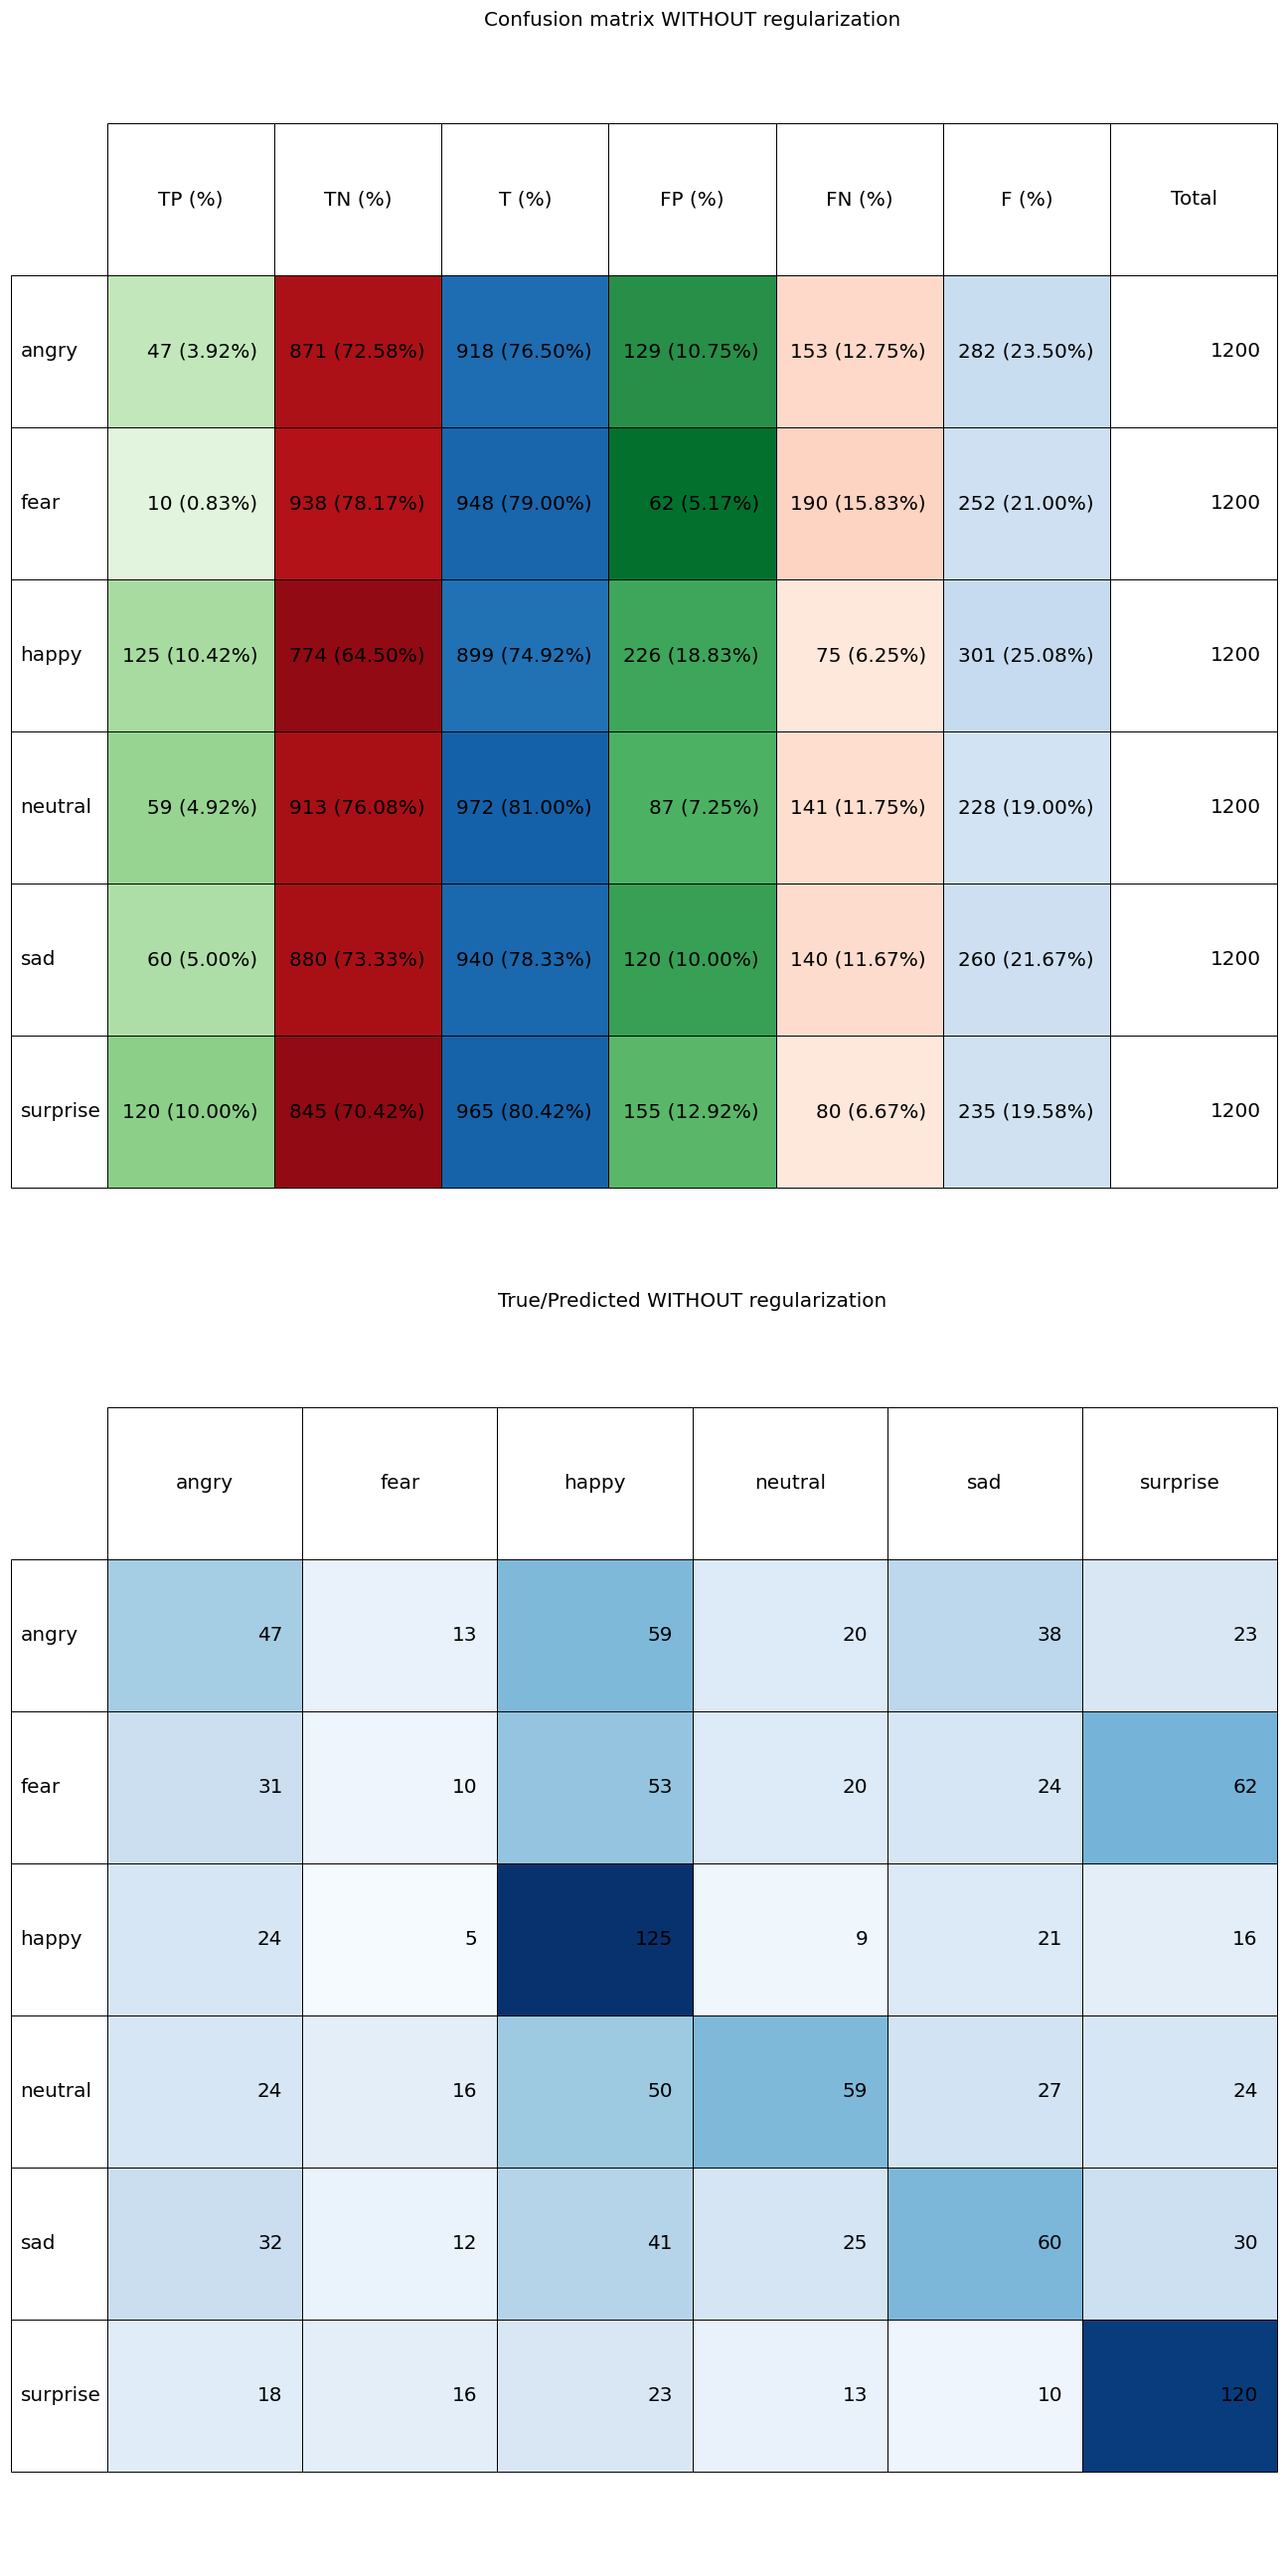 Confusion matrix WITHOUT regularization
TP (%) TN (%) T (%) FP (%) FN (%) F (%) Total
angry 47 (3.92%) 871 (72.58%) 918 (76.50%) 129 (10.75%) 153 (12.75%) 282 (23.50%) 1200
fear 10 (0.83%) 938 (78.17%) 948 (79.00%) 62 (5.17%) 190 (15.83%) 252 (21.00%) 1200
happy 125 (10.42%) 774 (64.50%) 899 (74.92%) 226 (18.83%) 75 (6.25%) 301 (25.08%) 1200
neutral 59 (4.92%) 913 (76.08%) 972 (81.00%) 87 (7.25%) 141 (11.75%) 228 (19.00%) 1200
sad 60 (5.00%) 880 (73.33%) 940 (78.33%) 120 (10.00%) 140 (11.67%) 260 (21.67%) 1200
surprise 120 (10.00%) 845 (70.42%) 965 (80.42%) 155 (12.92%) 80 (6.67%) 235 (19.58%) 1200
True/Predicted WITHOUT regularization
angry fear happy neutral sad surprise
angry 47 13 59 20 38 23
fear 31 10 53 20 24 62
happy 24 5 125 9 21 16
neutral 24 16 50 59 27 24
sad 32 12 41 25 60 30
surprise 18 16 23 13 10 120